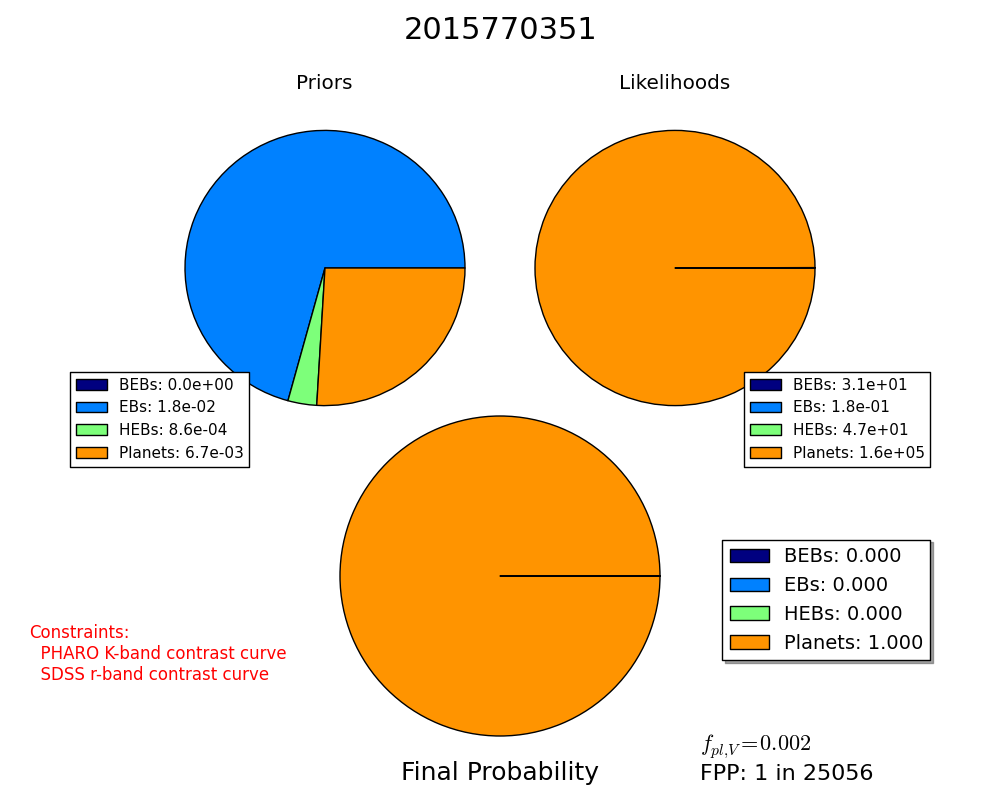 2015770351
Priors
Likelihoods
BEBs: 0.0e+00
EBs: 1.8e-02
HEBs: 8.6e-04
Planets: 6.7e-03
BEBs: 3.1e+01
EBs: 1.8e-01
HEBs: 4.7e+01
Planets: 1.6e+05
BEBs: 0.000
EBs: 0.000
HEBs: 0.000
Planets: 1.000
Constraints:
PHARO K-band contrast curve
SDSS r-band contrast curve
f_{pl,V} = 0.002
Final Probability
FPP: 1 in 25056